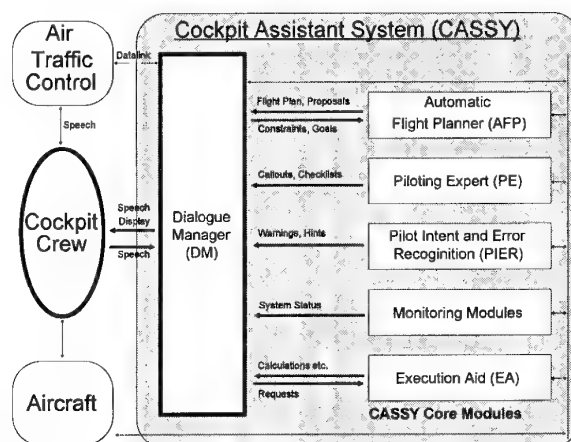 Cockpit Assistant System (CASSY)
Air
Traffic
Control
Datalink
Speech
Cockpit
Crew
Speech
Display
Speech
Aircraft
Dialogue
Manager
(DM)
Flight Plan, Proposals
Constraints, Goals
Automatic
Flight Planner (AFP)
Callouts, Checklists
Piloting Expert (PE)
Warnings, Hints
Pilot Intent and Error
Recoginition (PIER)
System Status
Monitoring Modules
Calculations etc.
Requests
Execution Aid (EA)
CASSY Core Modules